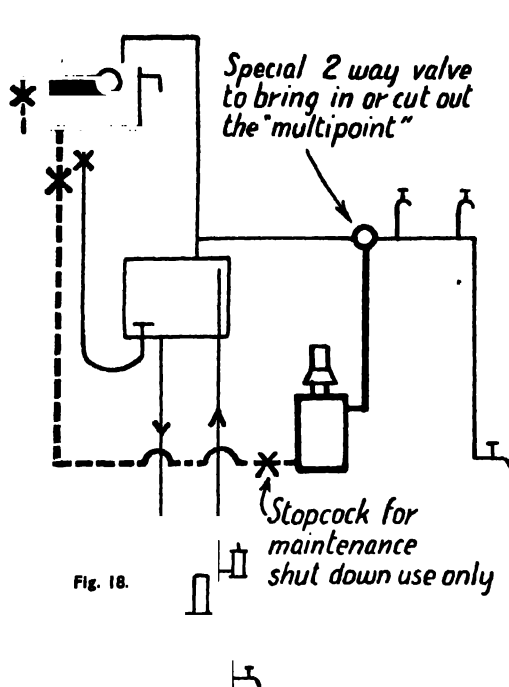 Special 2 way valve
to bring in or cut out
the "multipoint"
Stopcock for
maintenance
shut down use only
Fig. 18.